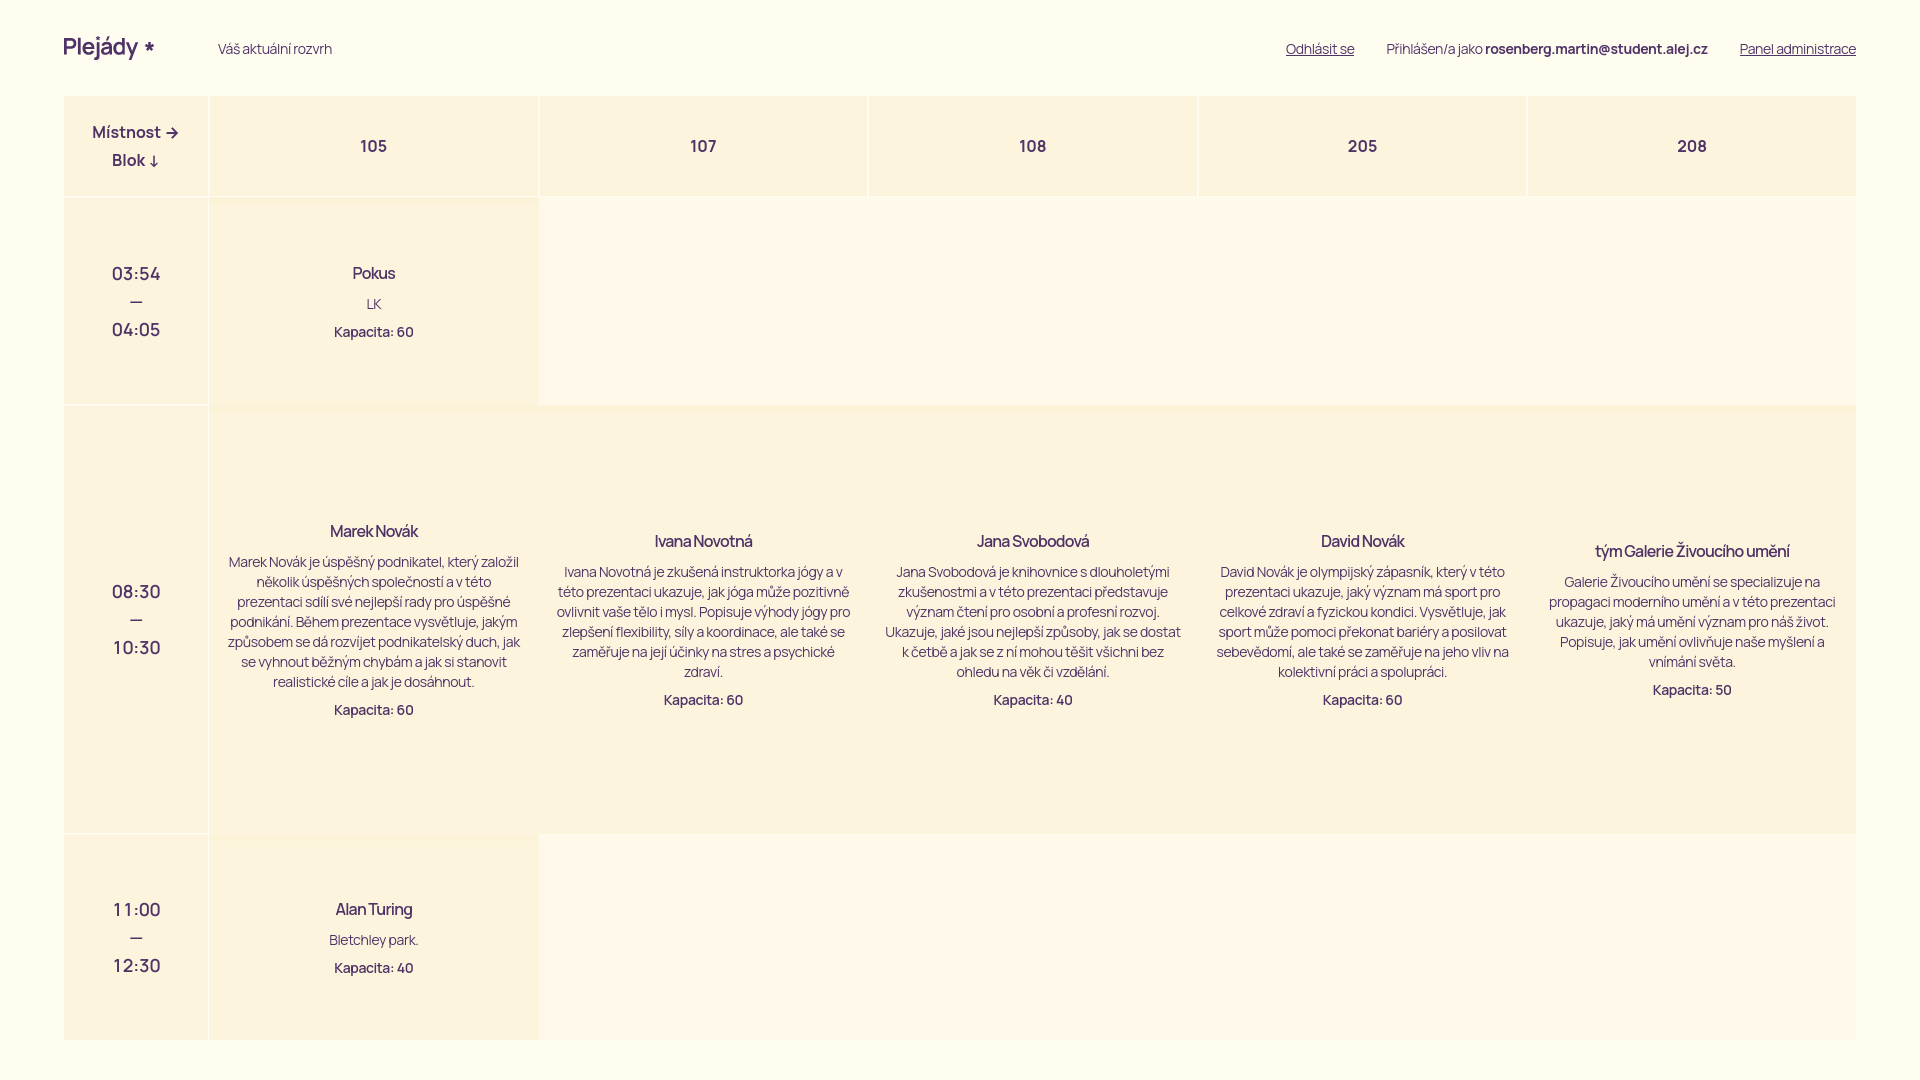 Plejády *
Váš aktuální rozvrh
Odhlásit se
Přihlášen/a jako rosenberg.martin@student.alej.cz
Panel administrace
Místnost →
Blok ↓
105
107
108
205
208
03:54
—
04:05
Pokus
LK
Kapacita: 60
08:30
—
10:30
Marek Novák
Marek Novák je úspěšný podnikatel, který založil
několik úspěšných společností a v této
prezentaci sdílí své nejlepší rady pro úspěšné
podnikání. Během prezentace vysvětluje, jakým
způsobem se dá rozvíjet podnikatelský duch, jak
se vyhnout běžným chybám a jak si stanovit
realistické cíle a jak je dosáhnout.
Kapacita: 60
Ivana Novotná
Ivana Novotná je zkušená instruktorka jógy a v
této prezentaci ukazuje, jak jóga může pozitivně
ovlivnit vaše tělo i mysl. Popisuje výhody jógy pro
zlepšení flexibility, síly a koordinace, ale také se
zaměřuje na její účinky na stres a psychické
zdraví.
Kapacita: 60
Jana Svobodová
Jana Svobodová je knihovnice s dlouholetými
zkušenostmi a v této prezentaci představuje
význam čtení pro osobní a profesní rozvoj.
Ukazuje, jaké jsou nejlepší způsoby, jak se dostat
k četbě a jak se z ní mohou těšit všichni bez
ohledu na věk či vzdělání.
Kapacita: 40
David Novák
David Novák je olympijský zápasník, který v této
prezentaci ukazuje, jaký význam má sport pro
celkové zdraví a fyzickou kondici. Vysvětluje, jak
sport může pomoci překonat bariéry a posilovat
sebevědomí, ale také se zaměřuje na jeho vliv na
kolektivní práci a spolupráci.
Kapacita: 60
tým Galerie Živoucího umění
Galerie Živoucího umění se specializuje na
propagaci moderního umění a v této prezentaci
ukazuje, jaký má umění význam pro náš život.
Popisuje, jak umění ovlivňuje naše myšlení a
vnímání světa.
Kapacita: 50
11:00
—
12:30
Alan Turing
Bletchley park.
Kapacita: 40